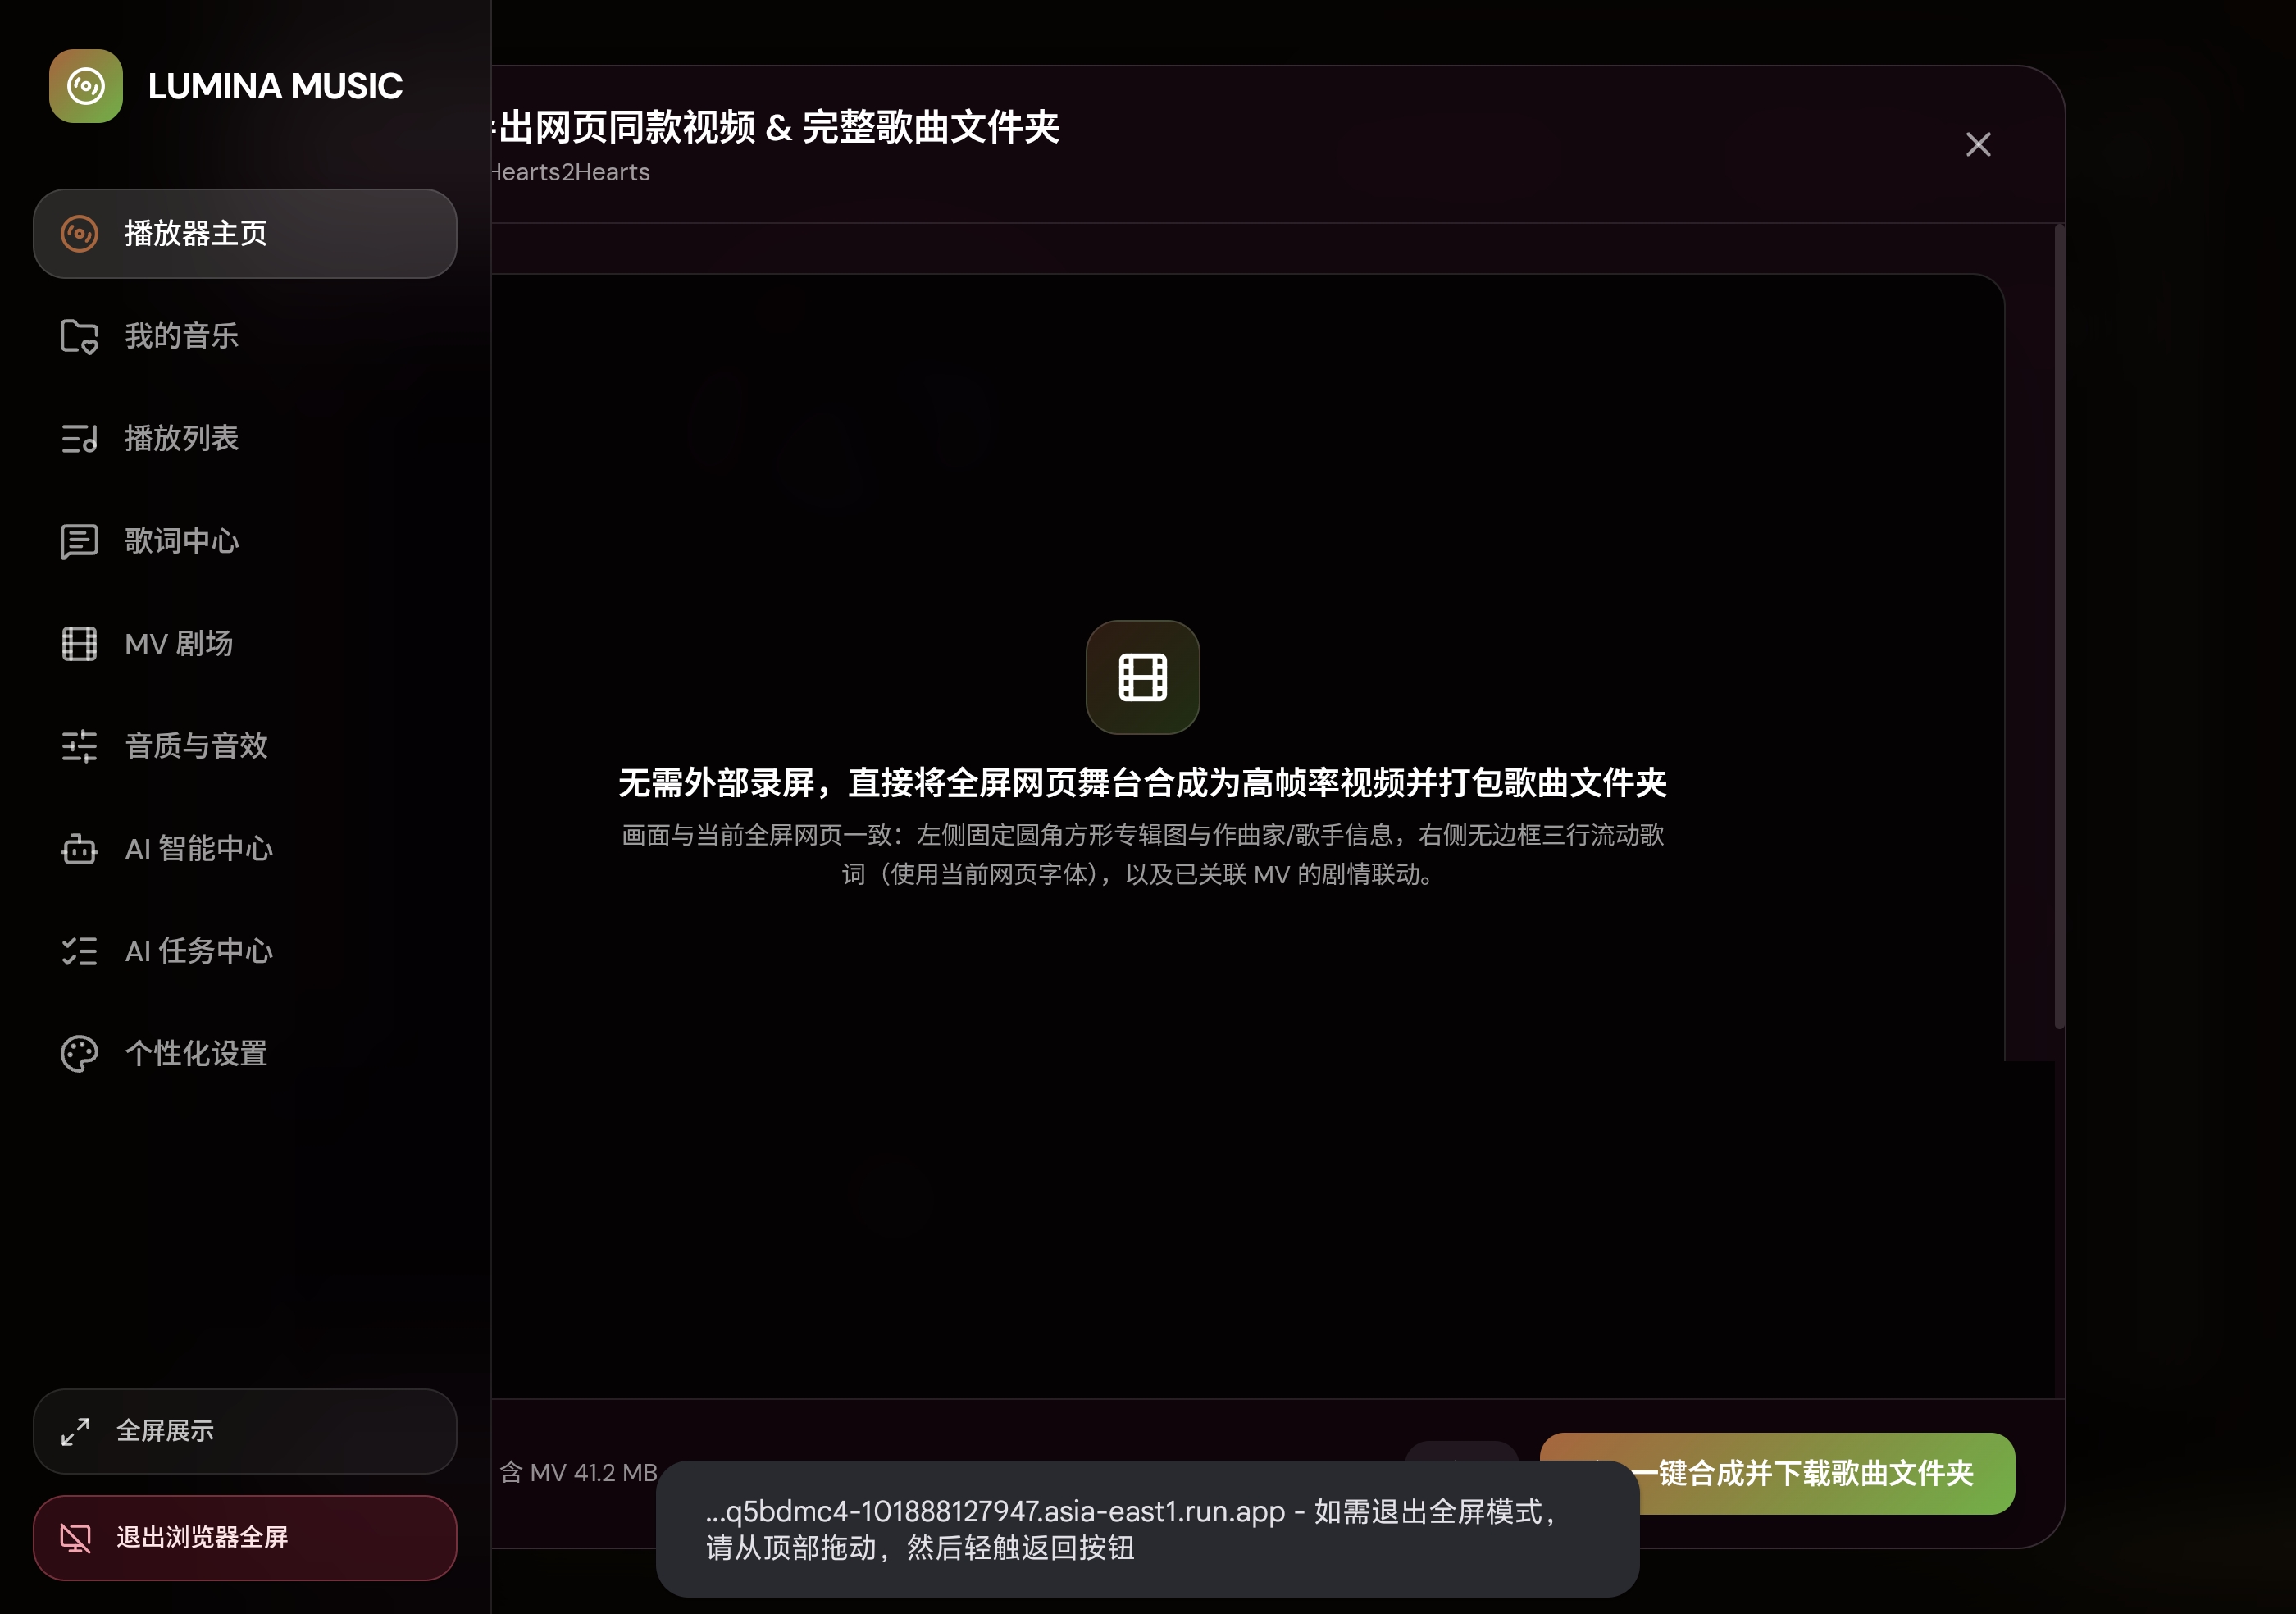 LUMINA MUSIC
播放器主页
我的音乐
播放列表
歌词中心
MV 剧场
音质与音效
AI 智能中心
AI 任务中心
个性化设置
全屏展示
退出浏览器全屏
出网页同款视频 & 完整歌曲文件夹
Hearts2Hearts
无需外部录屏，直接将全屏网页舞台合成为高帧率视频并打包歌曲文件夹
画面与当前全屏网页一致：左侧固定圆角方形专辑图与作曲家/歌手信息，右侧无边框三行流动歌
词（使用当前网页字体），以及已关联 MV 的剧情联动。
含 MV 41.2 MB
一键合成并下载歌曲文件夹
...q5bdmc4-101888127947.asia-east1.run.app - 如需退出全屏模式，
请从顶部拖动，然后轻触返回按钮